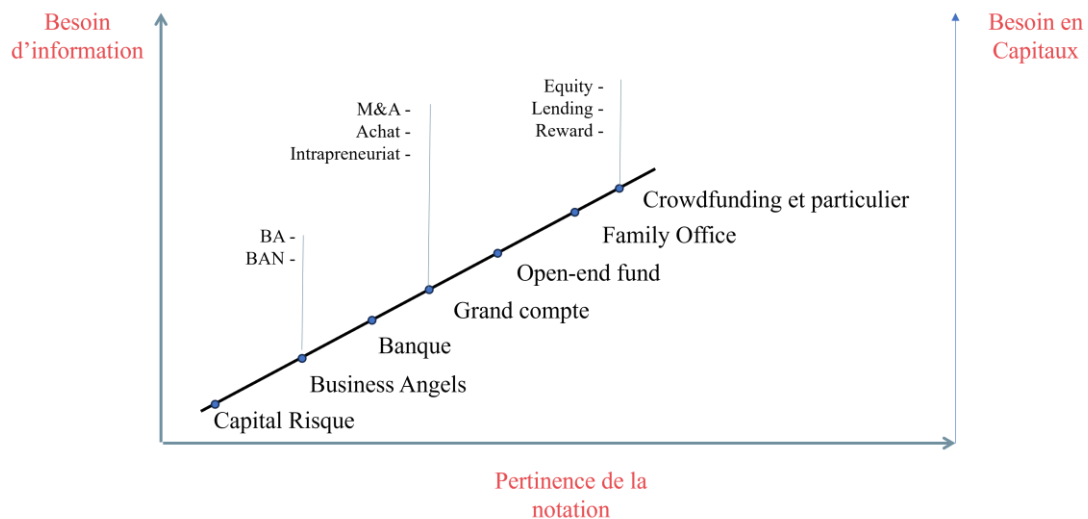 Besoin
d’information
Besoin en
Capitaux
Equity -
Lending -
Reward -
M&A -
Achat -
Intrapreneuriat -
BA -
BAN -
Crowdfunding et particulier
Family Office
Open-end fund
Grand compte
Banque
Business Angels
Capital Risque
Pertinence de la
notation